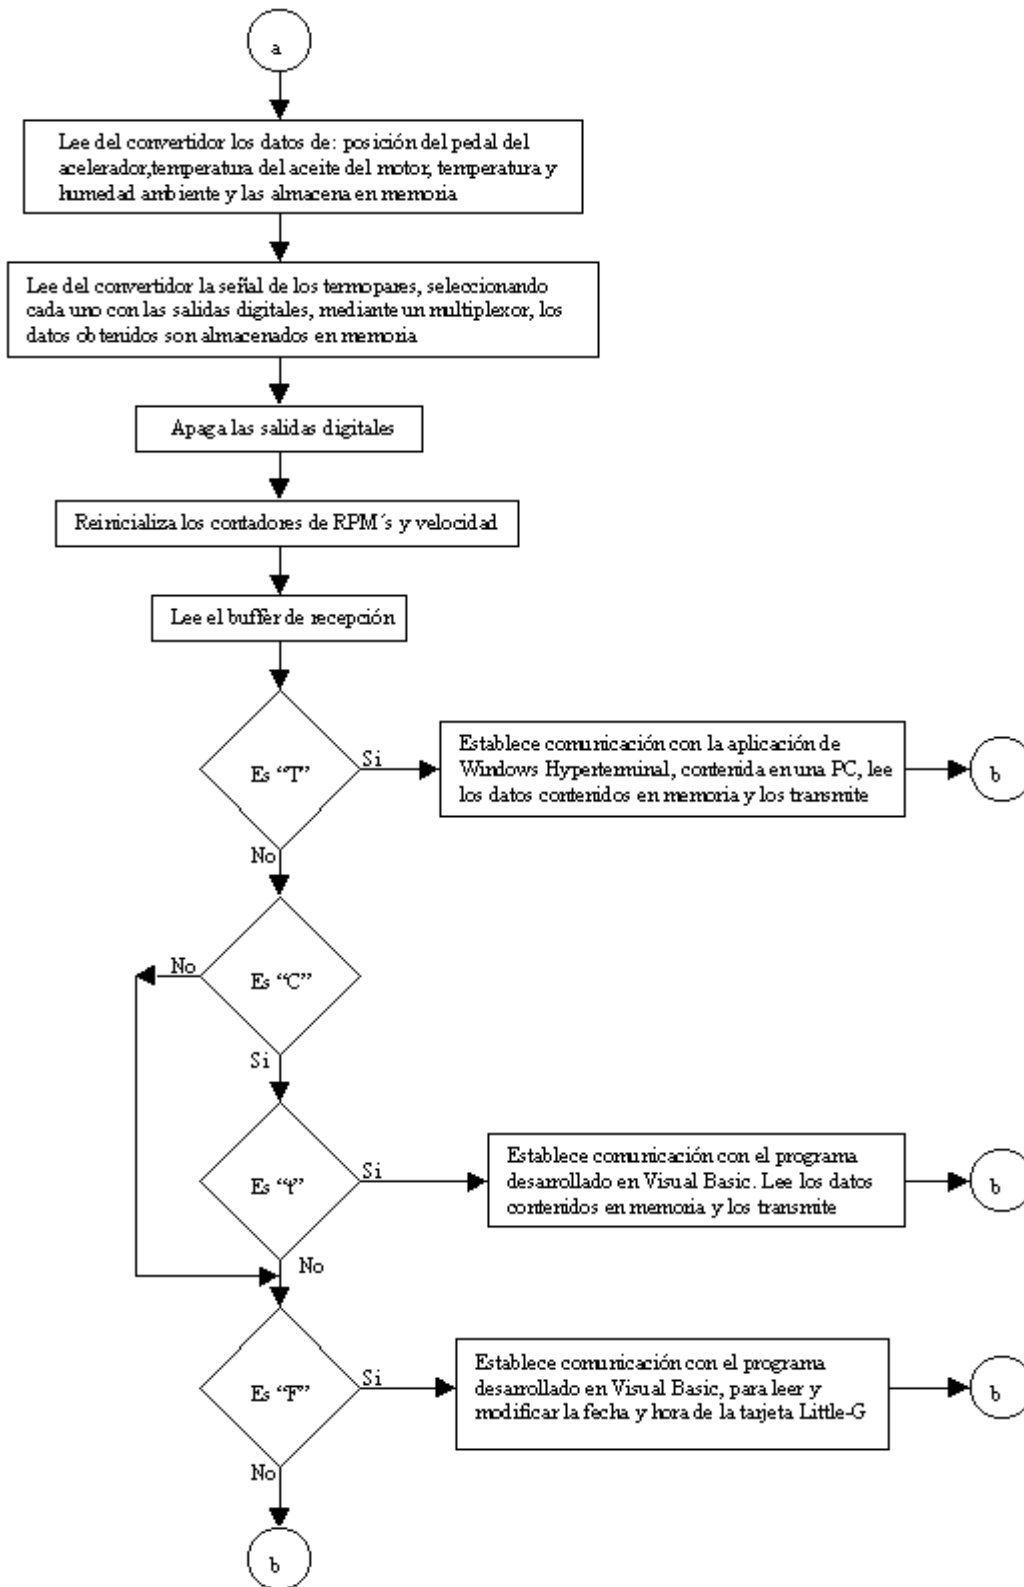 a
Lee del convertidor los datos de: posición del pedal del
acelerador,temperatura del aceite del motor, temperatura y
humedad ambiente y las almacena en memoria
Lee del convertidor la señal de los termopares, seleccionando
cada uno con las salidas digitales, mediante un multiplexor, los
datos obtenidos son almacenados en memoria
Apaga las salidas digitales
Reinicializa los contadores de RPM´s y velocidad
Lee el buffer de recepción
Es “T”
Si
Establece comunicación con la aplicación de
Windows Hyperterminal, contenida en una PC, lee
los datos contenidos en memoria y los transmite
b
No
Es “C”
No
Si
Es “f”
Si
Establece comunicación con el programa
desarrollado en Visual Basic. Lee los datos
contenidos en memoria y los transmite
b
No
Es “F”
Si
Establece comunicación con el programa
desarrollado en Visual Basic, para leer y
modificar la fecha y hora de la tarjeta Little-G
b
No
b